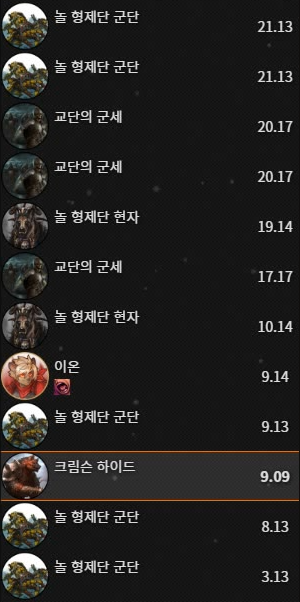 놀 형제단 군단
21.13
놀 형제단 군단
21.13
교단의 군세
20.17
교단의 군세
20.17
놀 형제단 현자
19.14
교단의 군세
17.17
놀 형제단 현자
10.14
이온
9.14
놀 형제단 군단
9.13
크림슨 하이드
9.09
놀 형제단 군단
8.13
놀 형제단 군단
3.13